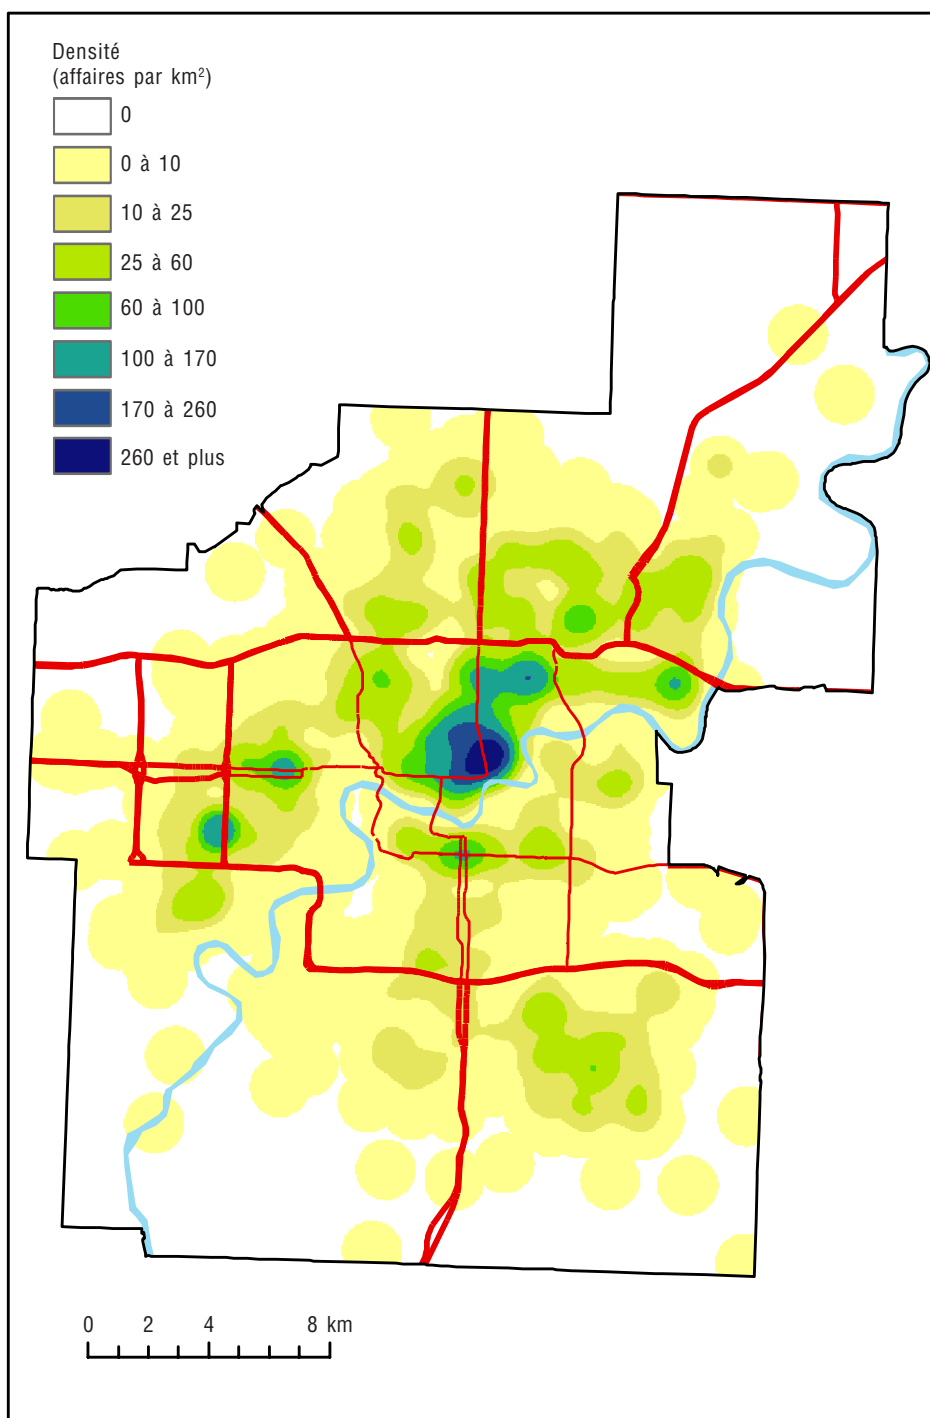 Densité
(affaires par km²)
0
0 à 10
10 à 25
25 à 60
60 à 100
100 à 170
170 à 260
260 et plus
0 2 4 8 km